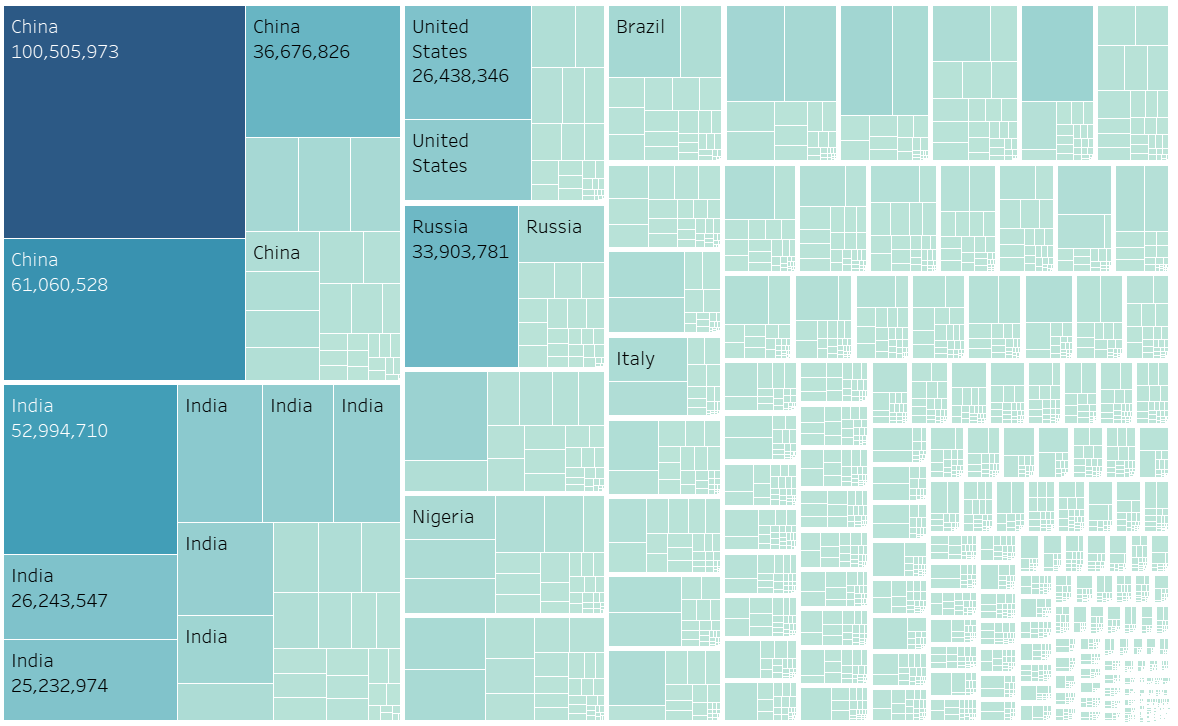 China
100,505,973
China
36,676,826
China
61,060,528
China
India
52,994,710
India
26,243,547
India
25,232,974
India
India
India
India
India
United
States
26,438,346
United
States
Russia
33,903,781
Russia
Nigeria
Brazil
Italy